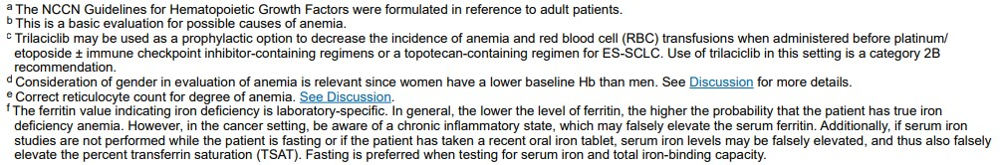 a The NCCN Guidelines for Hematopoietic Growth Factors were formulated in reference to adult patients.
b This is a basic evaluation for possible causes of anemia.
c Trilaciclib may be used as a prophylactic option to decrease the incidence of anemia and red blood cell (RBC) transfusions when administered before platinum/
etoposide ± immune checkpoint inhibitor-containing regimens or a topotecan-containing regimen for ES-SCLC. Use of trilaciclib in this setting is a category 2B
recommendation.
d Consideration of gender in evaluation of anemia is relevant since women have a lower baseline Hb than men. See Discussion for more details.
e Correct reticulocyte count for degree of anemia. See Discussion.
f The ferritin value indicating iron deficiency is laboratory-specific. In general, the lower the level of ferritin, the higher the probability that the patient has true iron
deficiency anemia. However, in the cancer setting, be aware of a chronic inflammatory state, which may falsely elevate the serum ferritin. Additionally, if serum iron
studies are not performed while the patient is fasting or if the patient has taken a recent oral iron tablet, serum iron levels may be falsely elevated, and thus also falsely
elevate the percent transferrin saturation (TSAT). Fasting is preferred when testing for serum iron and total iron-binding capacity.